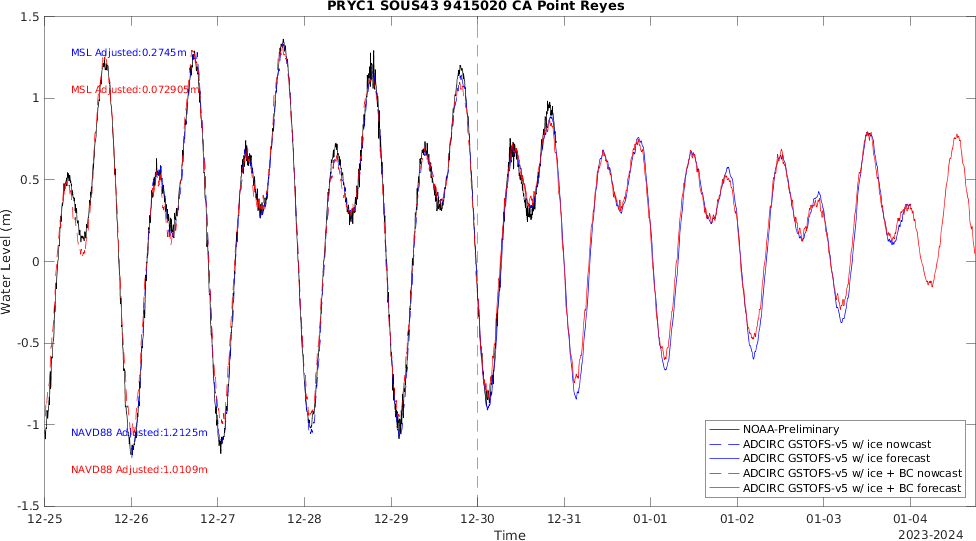 PRYC1 SOUS43 9415020 CA Point Reyes
1.5
MSL Adjusted:0.2745m
MSL Adjusted:0.072905m
1
0.5
Water Level (m)
0
-0.5
-1
NAVD88 Adjusted:1.2125m
NAVD88 Adjusted:1.0109m
-1.5
NOAA-Preliminary
ADCIRC GSTOFS-v5 w/ ice nowcast
ADCIRC GSTOFS-v5 w/ ice forecast
ADCIRC GSTOFS-v5 w/ ice + BC nowcast
ADCIRC GSTOFS-v5 w/ ice + BC forecast
12-25 12-26 12-27 12-28 12-29 12-30 12-31 01-01 01-02 01-03 01-04
Time
2023-2024